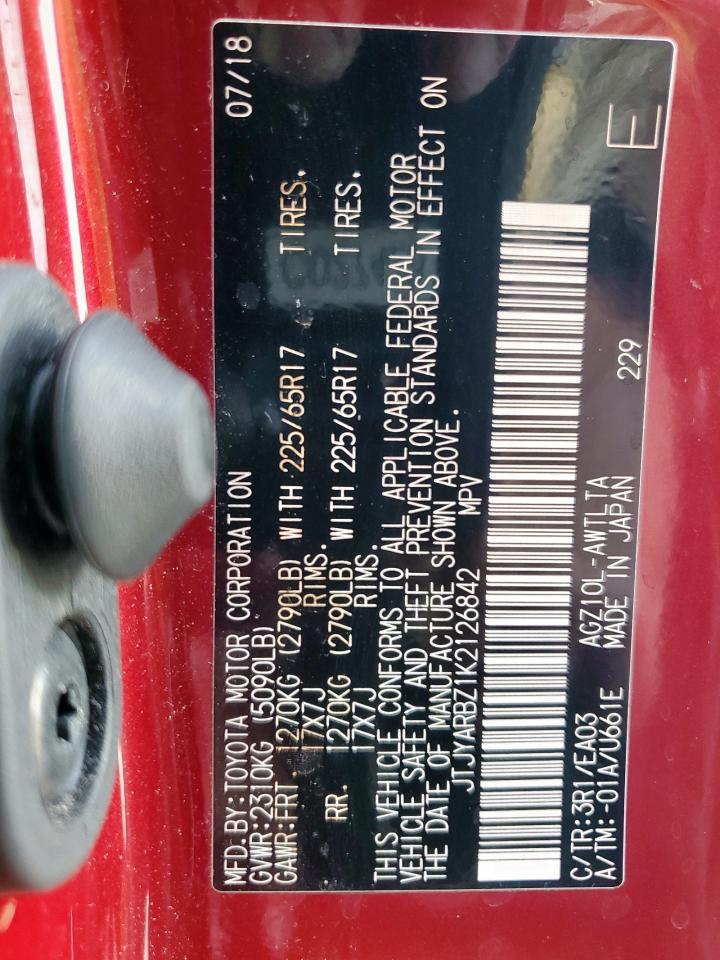 MFD.BY:TOYOTA MOTOR CORPORATION 07/18
GVWR:2310KG (5090LB)
GAWR:FRT. 1270KG (2790LB) WITH 225/65R17 TIRES.
17X7J RIMS.
RR. 1270KG (2790LB) WITH 225/65R17 TIRES.
17X7J RIMS.
THIS VEHICLE CONFORMS TO ALL APPLICABLE FEDERAL MOTOR
VEHICLE SAFETY AND THEFT PREVENTION STANDARDS IN EFFECT ON
THE DATE OF MANUFACTURE SHOWN ABOVE.
JTJYARBZ1K2126842 MPV
C/TR:3R1/EA03 AGZ10L-AWTLTA
A/TM:-01A/U661E MADE IN JAPAN 229 E